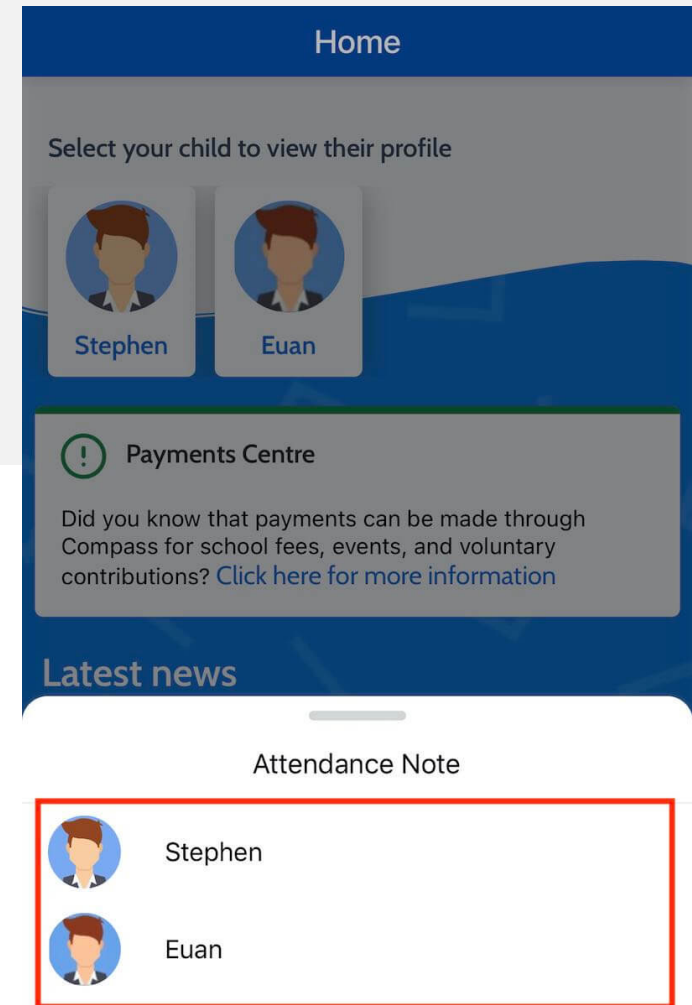 Home
Select your child to view their profile
Stephen
Euan
Payments Centre
Did you know that payments can be made through
Compass for school fees, events, and voluntary
contributions? Click here for more information
Latest news
Attendance Note
Stephen
Euan